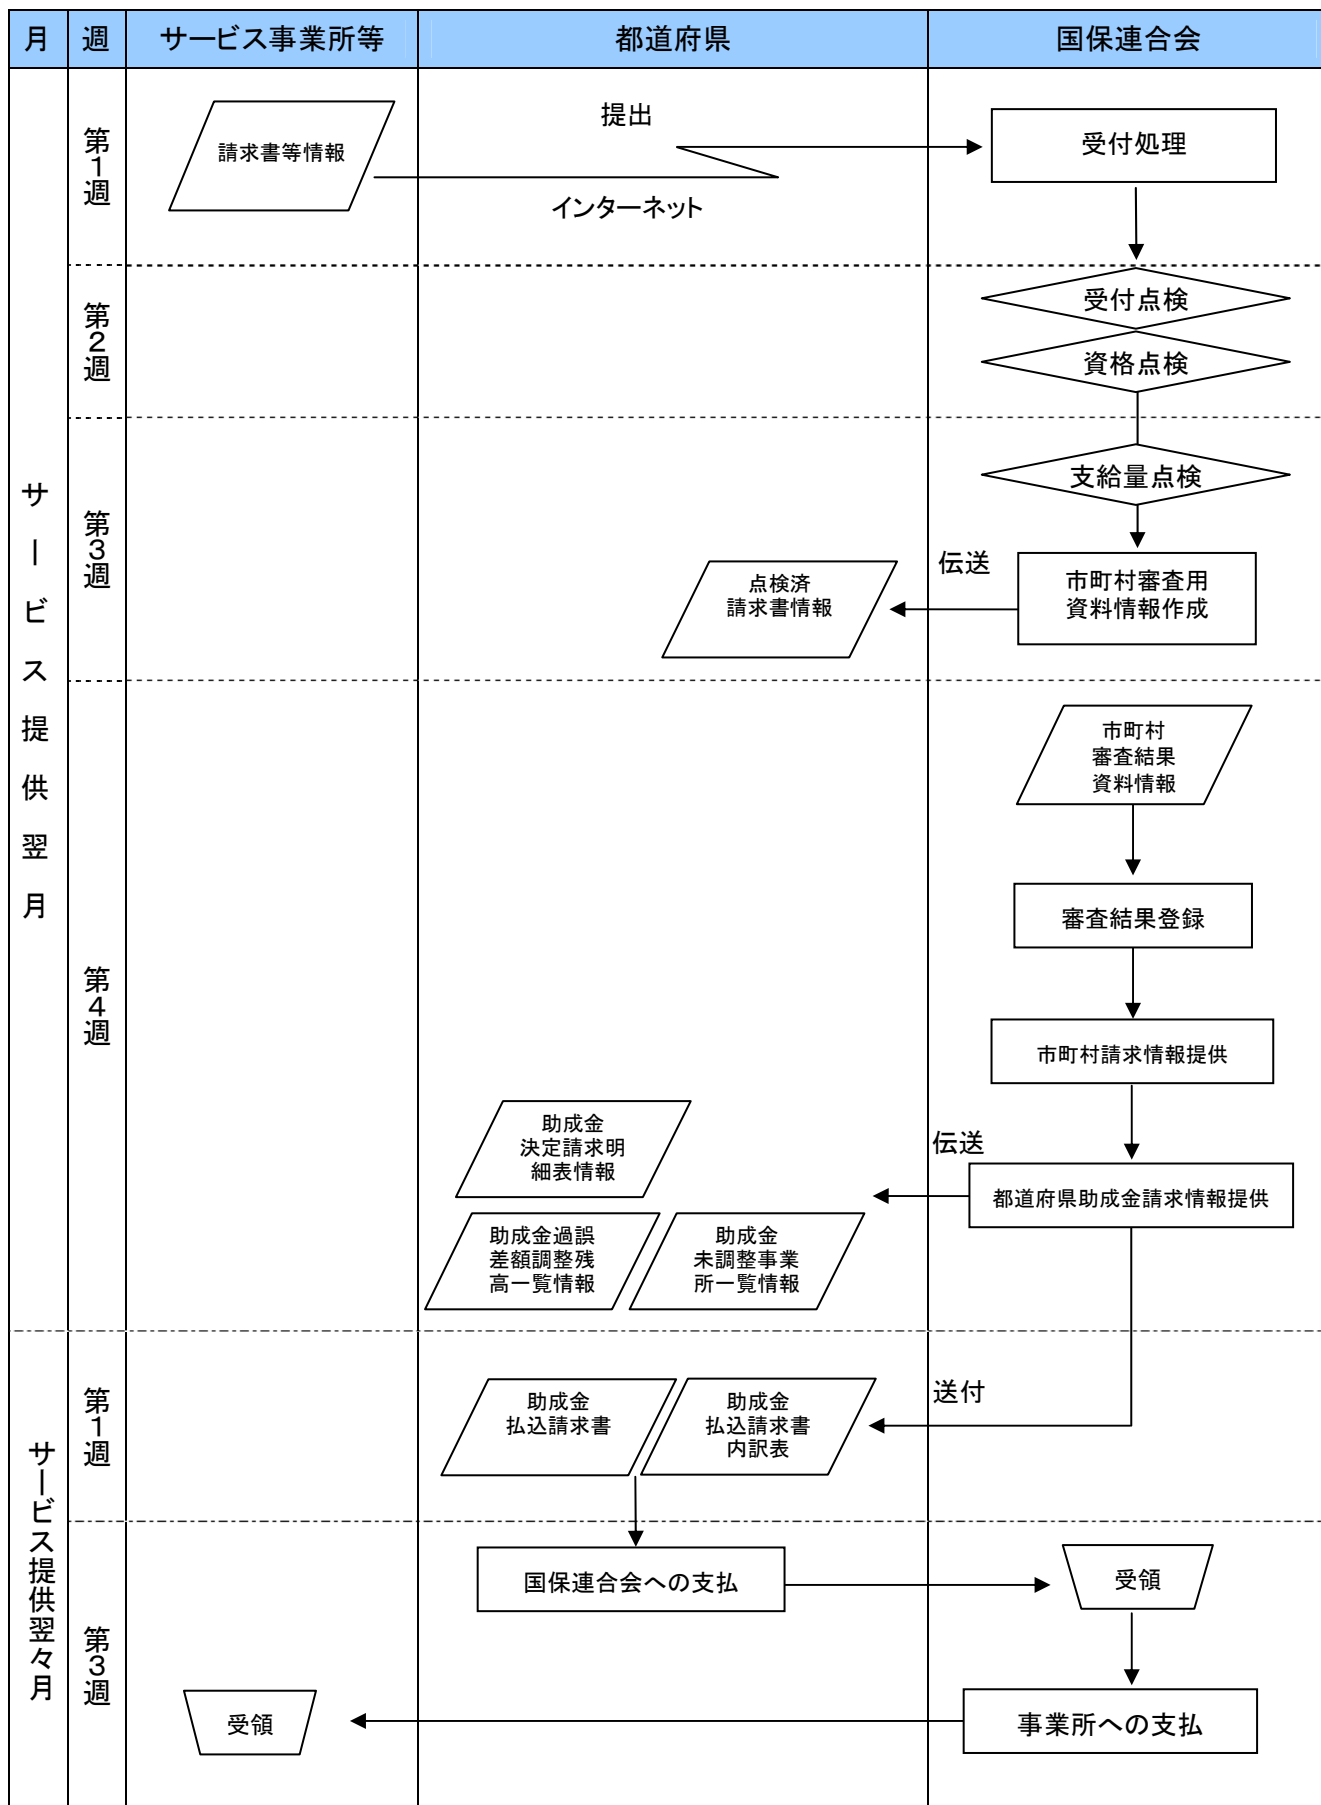 月
週
サービス事業所等
都道府県
国保連合会
サービス提供翌月
第1週
請求書等情報
提出
インターネット
受付処理
第2週
受付点検
資格点検
第3週
支給量点検
伝送
点検済
請求書情報
市町村審査用
資料情報作成
第4週
市町村
審査結果
資料情報
審査結果登録
市町村請求情報提供
助成金
決定請求明
細表情報
伝送
都道府県助成金請求情報提供
助成金過誤
差額調整残
高一覧情報
助成金
未調整事業
所一覧情報
サービス提供翌々月
第1週
助成金
払込請求書
助成金
払込請求書
内訳表
送付
第3週
国保連合会への支払
受領
受領
事業所への支払